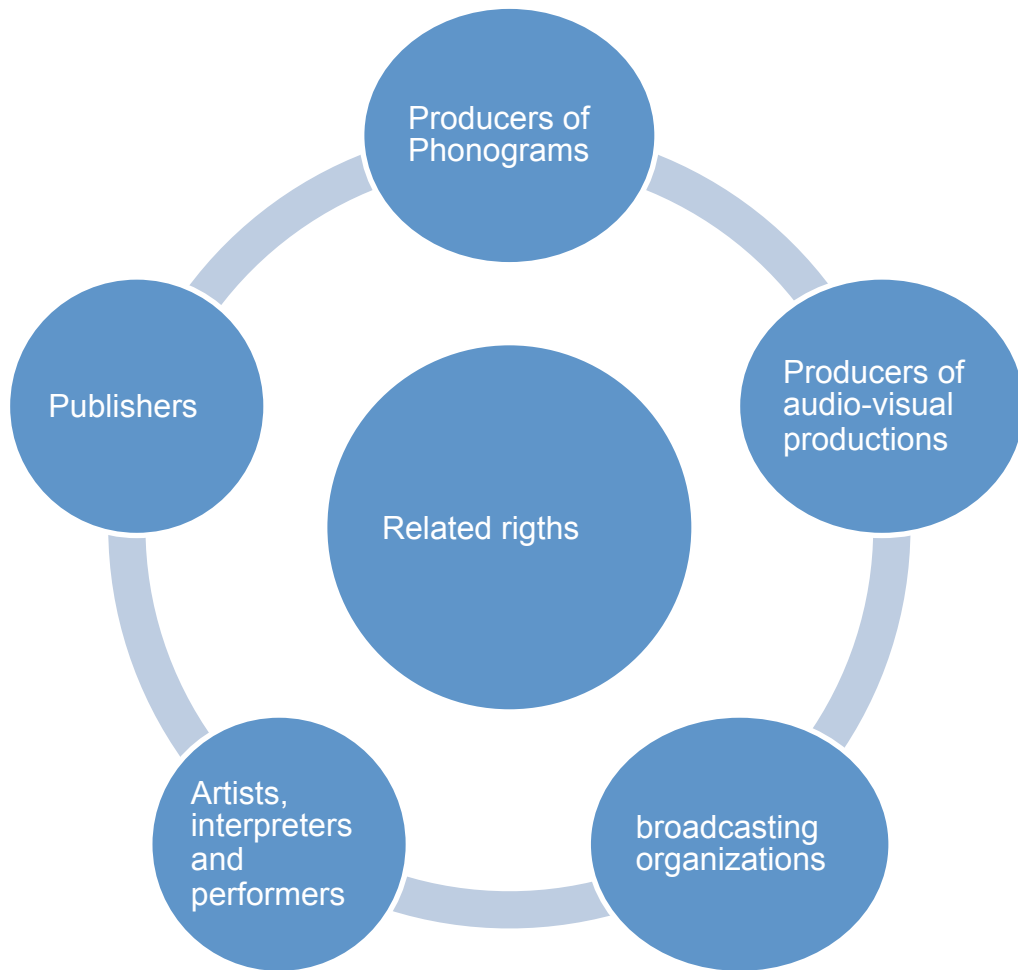 Producers of
Phonograms
Producers of
audio-visual
productions
broadcasting
organizations
Artists,
interpreters
and
performers
Publishers
Related rigths